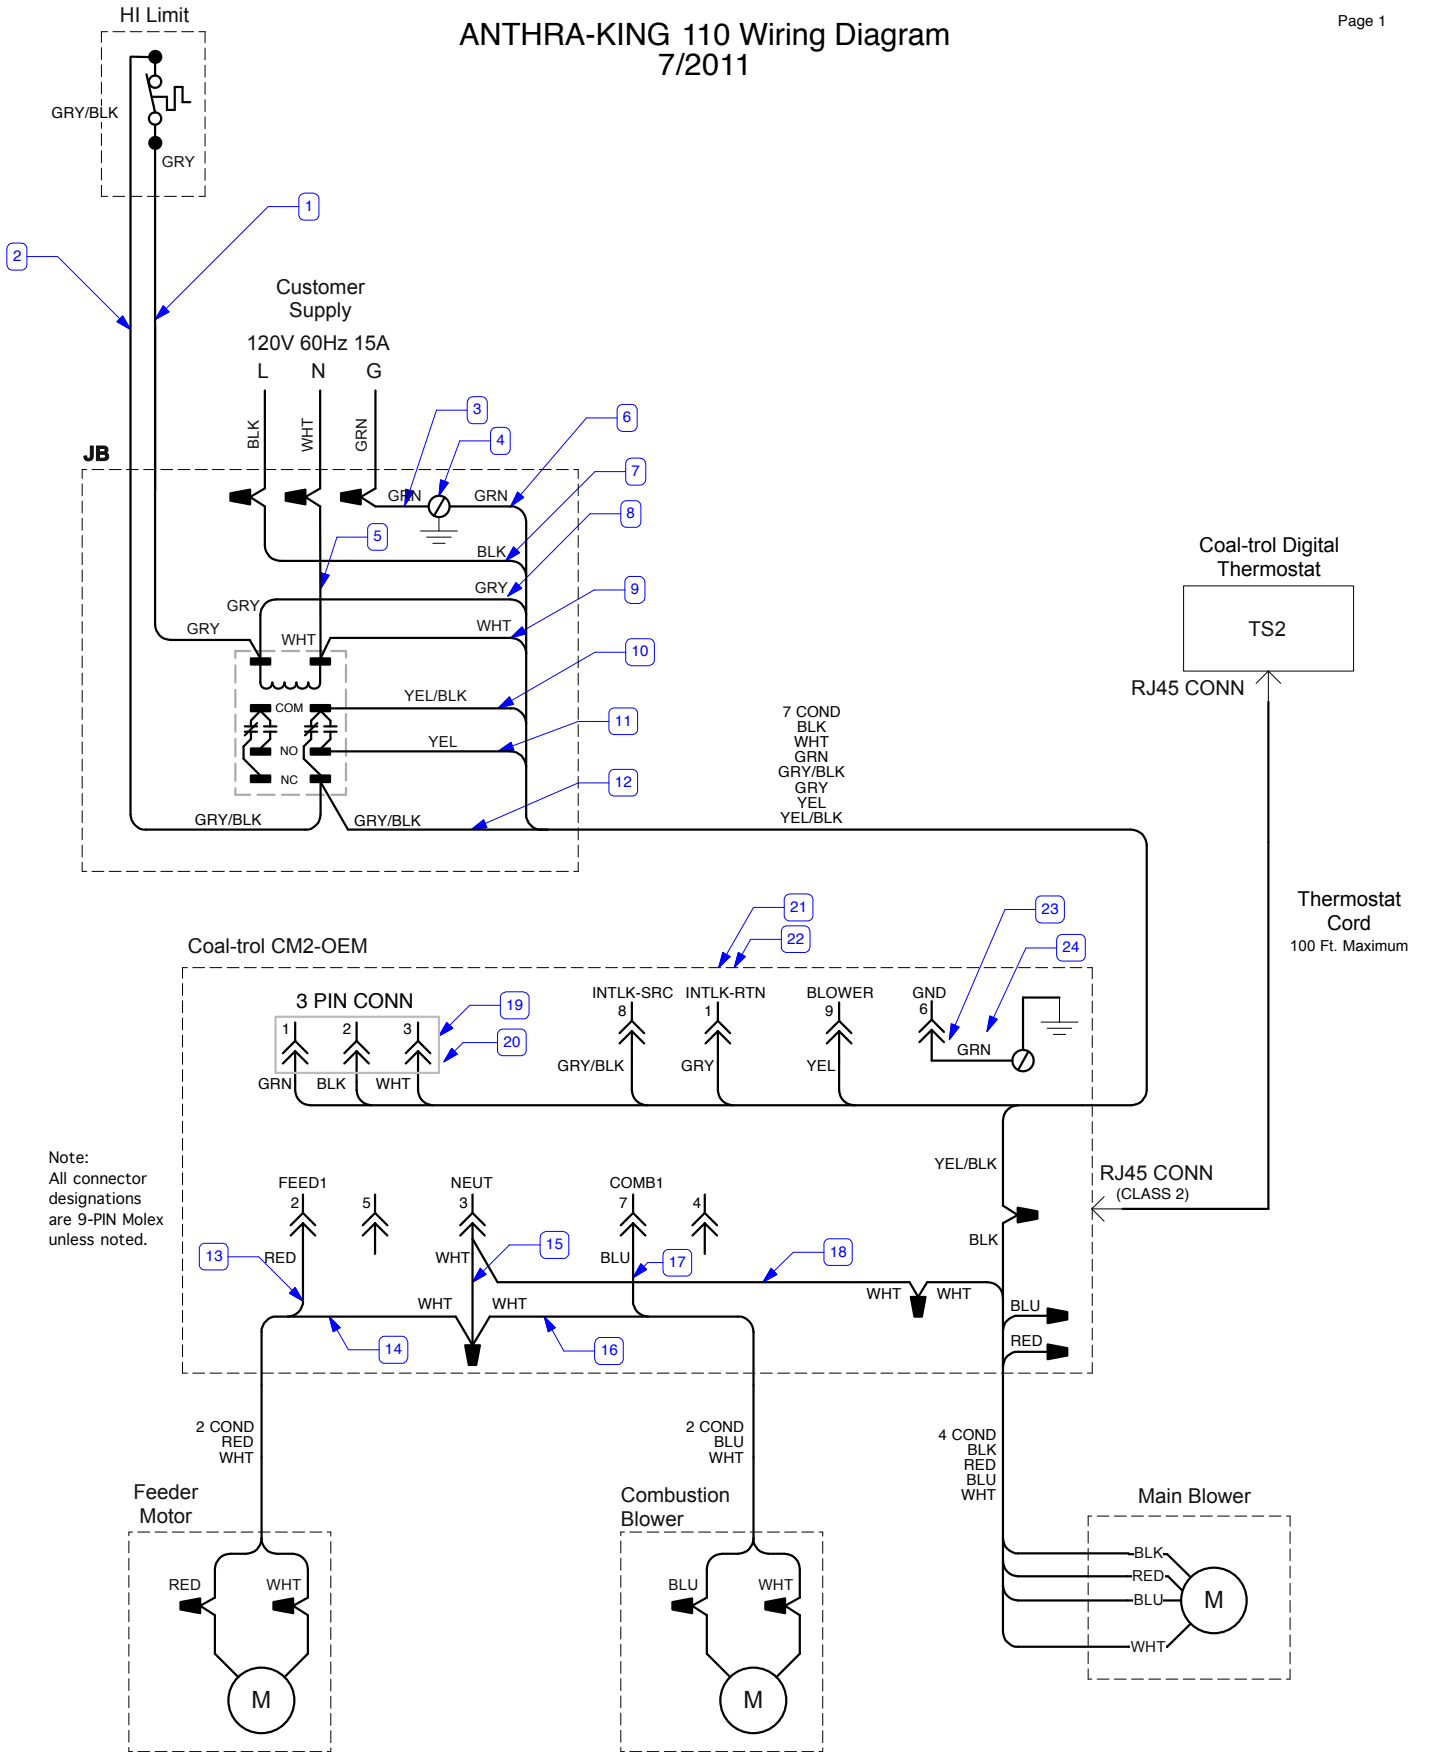 HI Limit
ANTHRA-KING 110 Wiring Diagram
7/2011
Page 1
GRY/BLK
GRY
1
2
Customer
Supply
120V 60Hz 15A
L N G
BLK
WHT
GRN
JB
3
4
6
7
8
5
9
10
11
12
GRN
GRN
BLK
GRY
GRY
GRY
WHT
WHT
COM
YEL/BLK
NO
YEL
NC
GRY/BLK
GRY/BLK
7 COND
BLK
WHT
GRN
GRY/BLK
GRY
YEL
YEL/BLK
Coal-trol Digital
Thermostat
TS2
RJ45 CONN
Thermostat
Cord
100 Ft. Maximum
21
22
23
24
Coal-trol CM2-OEM
3 PIN CONN
1 2 3
19
20
GRN BLK WHT
INTLK-SRC
8
GRY/BLK
INTLK-RTN
1
GRY
BLOWER
9
YEL
GND
6
GRN
Note:
All connector
designations
are 9-PIN Molex
unless noted.
FEED1
2
RED
5
NEUT
3
WHT
COMB1
7
BLU
4
YEL/BLK
BLK
RJ45 CONN
(CLASS 2)
13
15
17
18
WHT WHT
WHT WHT
BLU
RED
14
16
2 COND
RED
WHT
2 COND
BLU
WHT
4 COND
BLK
RED
BLU
WHT
Feeder
Motor
RED WHT
M
Combustion
Blower
BLU WHT
M
Main Blower
BLK
RED
BLU
WHT
M